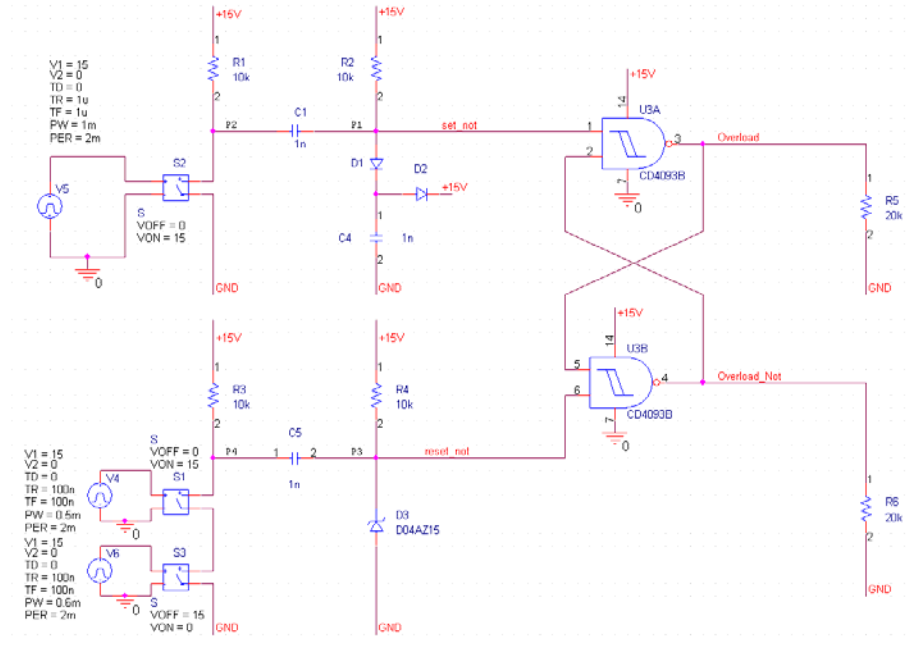 +15V
+15V
1
R1
10k
2
1
R2
10k
2
V1 = 15
V2 = 0
TD = 0
TR = 1u
TF = 1u
PW = 1m
PER = 2m
P2
C1
1n
P1
set_not
+15V
14
U3A
1
2
3
Overload
7
CD4093B
0
S2
V5
S
VOFF = 0
VON = 15
0
GND
D1
D2
+15V
1
C4
1n
2
GND
1
R5
20k
2
GND
+15V
+15V
1
R3
10k
2
1
R4
10k
2
+15V
14
U3B
5
6
4
Overload_Not
7
CD4093B
0
P4
C5
1
2
1n
P3
reset_not
S
VOFF = 0
VON = 15
S1
V1 = 15
V2 = 0
TD = 0
TR = 100n
TF = 100n
PW = 0.5m
PER = 2m
V4
0
V1 = 15
V2 = 0
TD = 0
TR = 100n
TF = 100n
PW = 0.6m
PER = 2m
V6
0
S3
S
VOFF = 15
VON = 0
GND
D3
D04AZ15
GND
1
R6
20k
2
GND